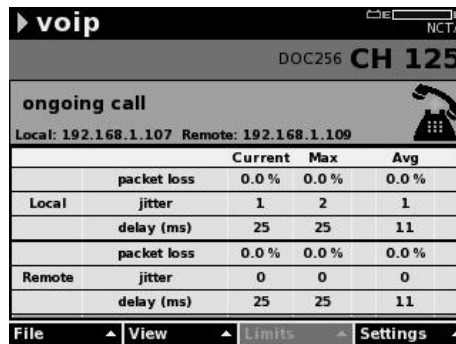 voip
E
NCT/
DOC256 CH 125
ongoing call
Local: 192.168.1.107 Remote: 192.168.1.109
Current Max Avg
packet loss 0.0 % 0.0 % 0.0 %
Local jitter 1 2 1
delay (ms) 25 25 11
packet loss 0.0 % 0.0 % 0.0 %
Remote jitter 0 0 0
delay (ms) 25 25 11
File View Limits Settings